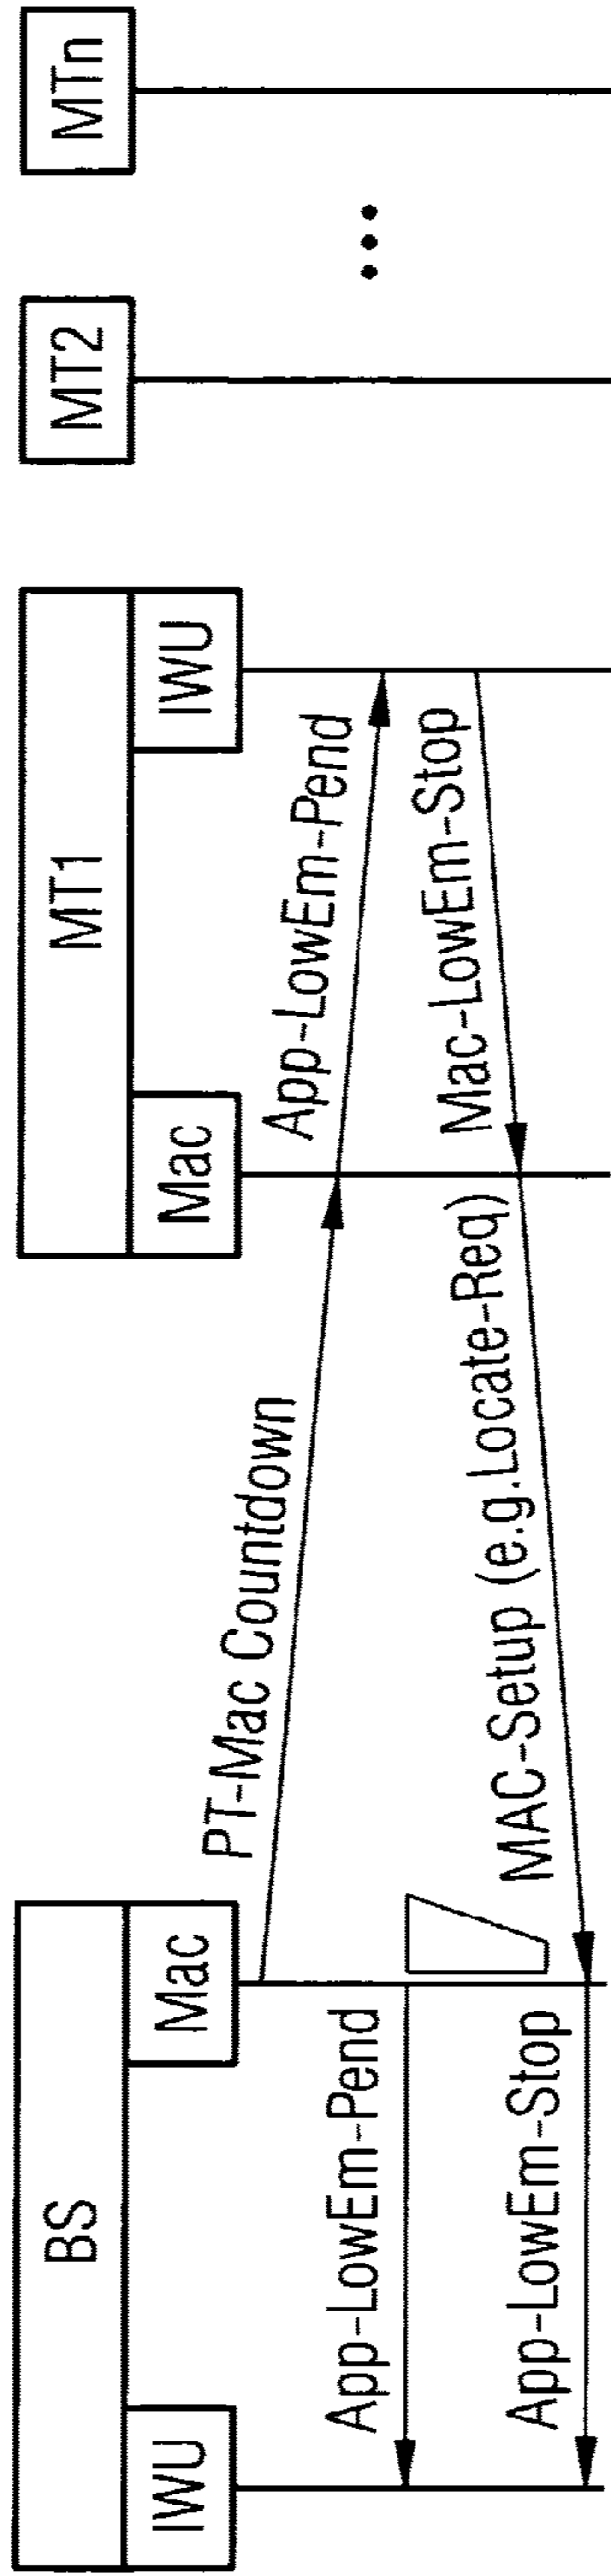 BS
MT1
MT2
MTn
IWU
Mac
Mac
IWU
PT-Mac Countdown
App-LowEm-Pend
App-LowEm-Pend
Mac-LowEm-Stop
MAC-Setup (e.g.Locate-Req)
App-LowEm-Stop